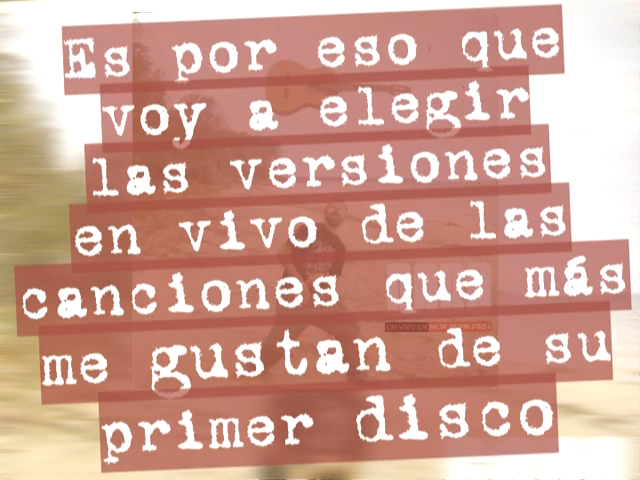 Es por eso que
voy a elegir
las versiones
en vivo de las
canciones que más
me gustan de su
primer disco